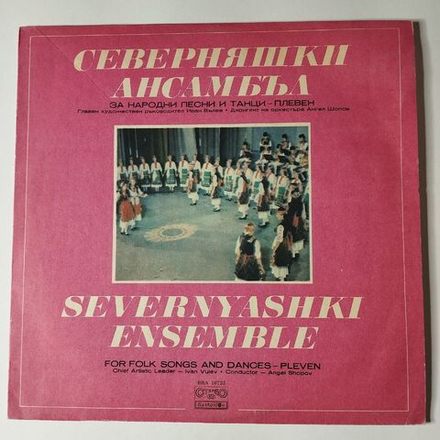 СЕВЕРНЯШКИ
АНСАМБЪЛ
ЗА НАРОДНИ ПЕСНИ И ТАНЦИ – ПЛЕВЕН
Главен художествен ръководител Иван Вълев • Диригент на оркестъра Ангел Шопов
SEVERNYASHKI
ENSEMBLE
FOR FOLK SONGS AND DANCES – PLEVEN
Chief Artistic Leader – Ivan Vulev • Conductor – Angel Shopov